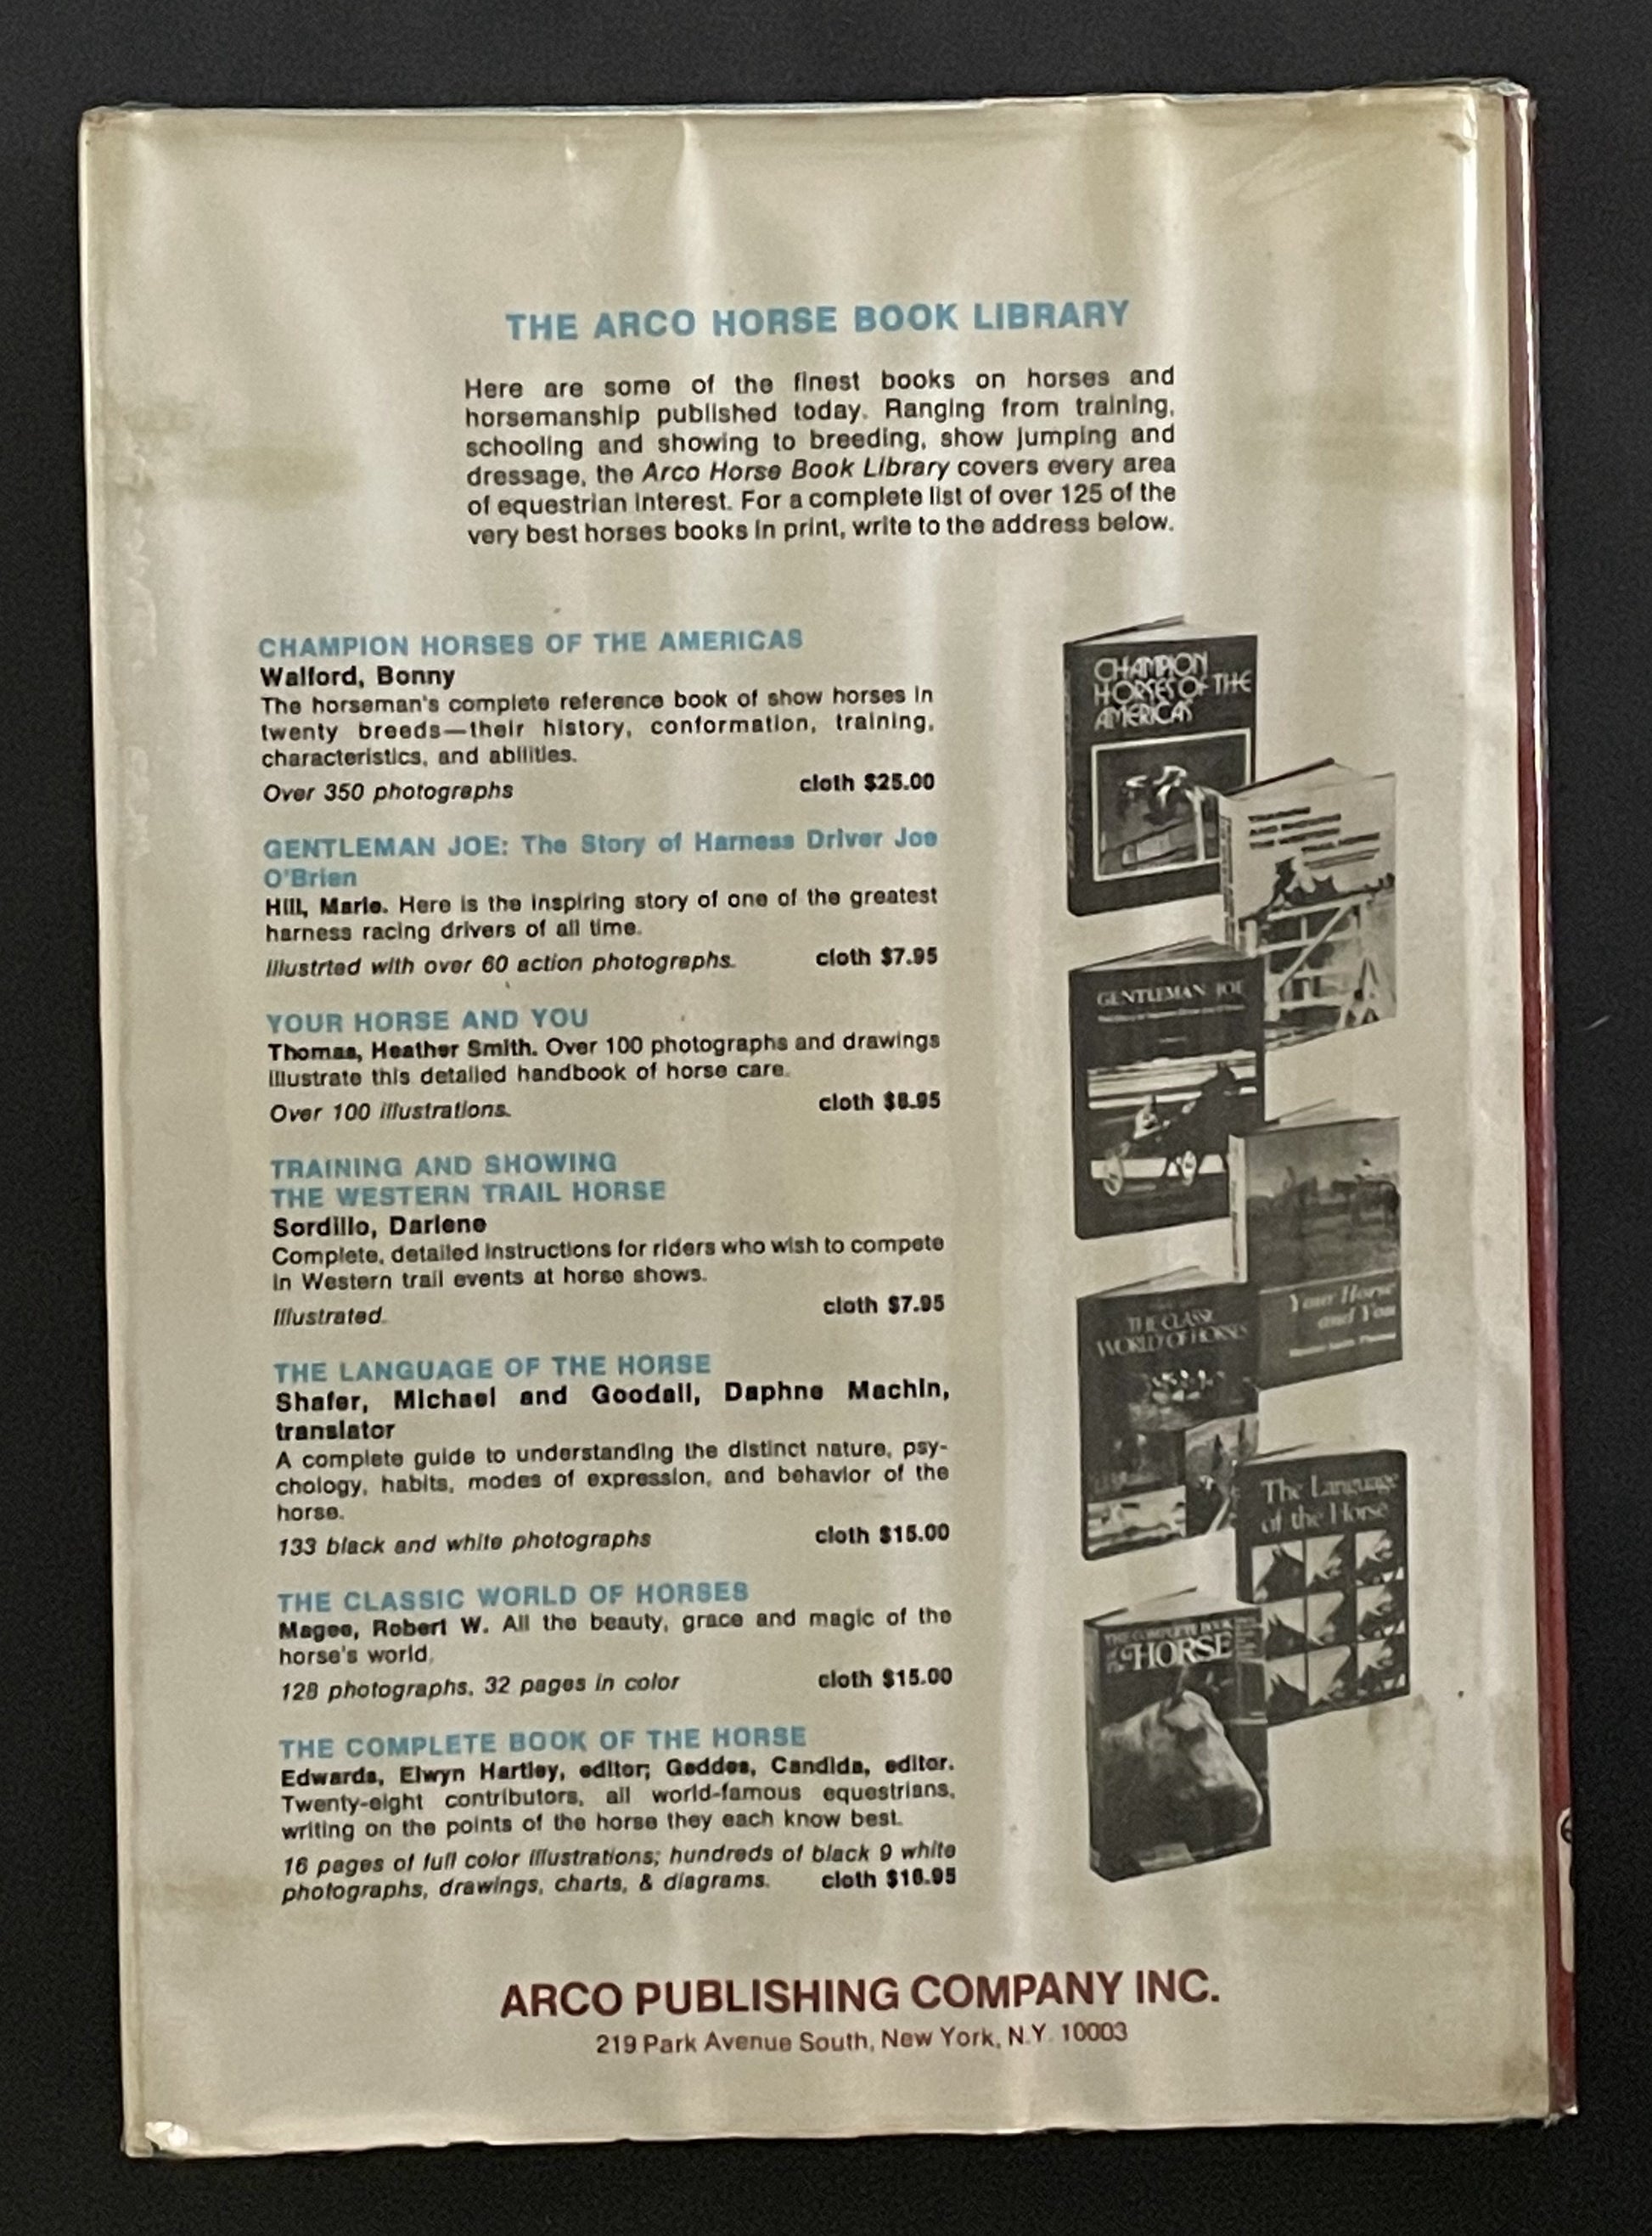 THE ARCO HORSE BOOK LIBRARY
Here are some of the finest books on horses and
horsemanship published today. Ranging from training,
schooling and showing to breeding, show jumping and
dressage, the Arco Horse Book Library covers every area
of equestrian interest. For a complete list of over 125 of the
very best horses books in print, write to the address below.
CHAMPION HORSES OF THE AMERICAS
Walford, Bonny
The horseman's complete reference book of show horses in
twenty breeds—their history, conformation, training,
characteristics, and abilities.
Over 350 photographs cloth $25.00
GENTLEMAN JOE: The Story of Harness Driver Joe
O'Brien
Hill, Marie. Here is the inspiring story of one of the greatest
harness racing drivers of all time.
Illustrted with over 60 action photographs. cloth $7.95
YOUR HORSE AND YOU
Thomas, Heather Smith. Over 100 photographs and drawings
illustrate this detailed handbook of horse care.
Over 100 illustrations. cloth $8.95
TRAINING AND SHOWING
THE WESTERN TRAIL HORSE
Sordillo, Darlene
Complete, detailed instructions for riders who wish to compete
in Western trail events at horse shows.
Illustrated. cloth $7.95
THE LANGUAGE OF THE HORSE
Shafer, Michael and Goodall, Daphne Machin,
translator
A complete guide to understanding the distinct nature, psy-
chology, habits, modes of expression, and behavior of the
horse.
133 black and white photographs cloth $15.00
THE CLASSIC WORLD OF HORSES
Magee, Robert W. All the beauty, grace and magic of the
horse's world.
128 photographs, 32 pages in color cloth $15.00
THE COMPLETE BOOK OF THE HORSE
Edwards, Elwyn Hartley, editor; Geddes, Candida, editor.
Twenty-eight contributors, all world-famous equestrians,
writing on the points of the horse they each know best.
16 pages of full color illustrations; hundreds of black 9 white
photographs, drawings, charts, & diagrams. cloth $16.95
CHAMPION
HORSES OF THE
AMERICAS
GENTLEMAN JOE
Your Horse
and You
THE CLASSIC
WORLD OF HORSES
The Language
of the Horse
THE COMPLETE BOOK
of the HORSE
ARCO PUBLISHING COMPANY INC.
219 Park Avenue South, New York, N.Y. 10003